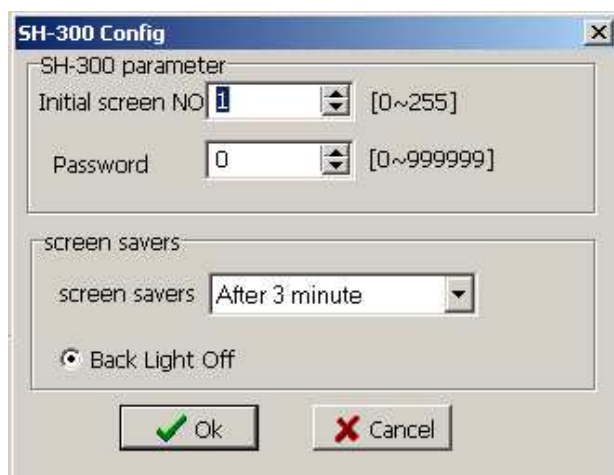 SH-300 Config
SH-300 parameter
Initial screen NO 1 [0~255]
Password 0 [0~999999]
screen savers
screen savers After 3 minute
Back Light Off
Ok Cancel